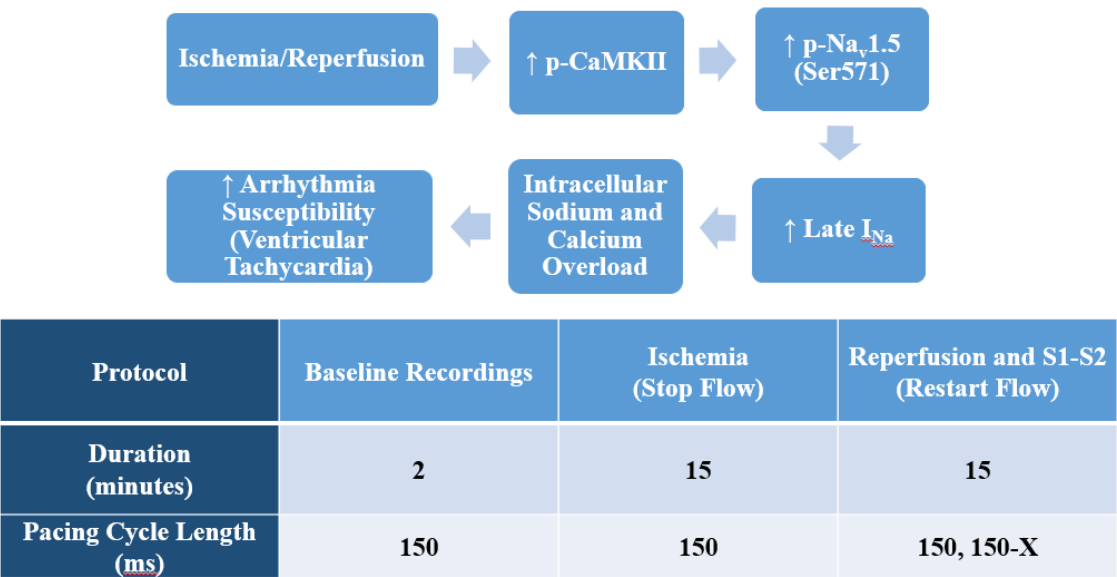 Ischemia/Reperfusion
↑ p-CaMKII
↑ p-Nav1.5
(Ser571)
↑ Late INa
Intracellular
Sodium and
Calcium
Overload
↑ Arrhythmia
Susceptibility
(Ventricular
Tachycardia)
Protocol
Baseline Recordings
Ischemia
(Stop Flow)
Reperfusion and S1-S2
(Restart Flow)
Duration
(minutes)
2
15
15
Pacing Cycle Length
(ms)
150
150
150, 150-X